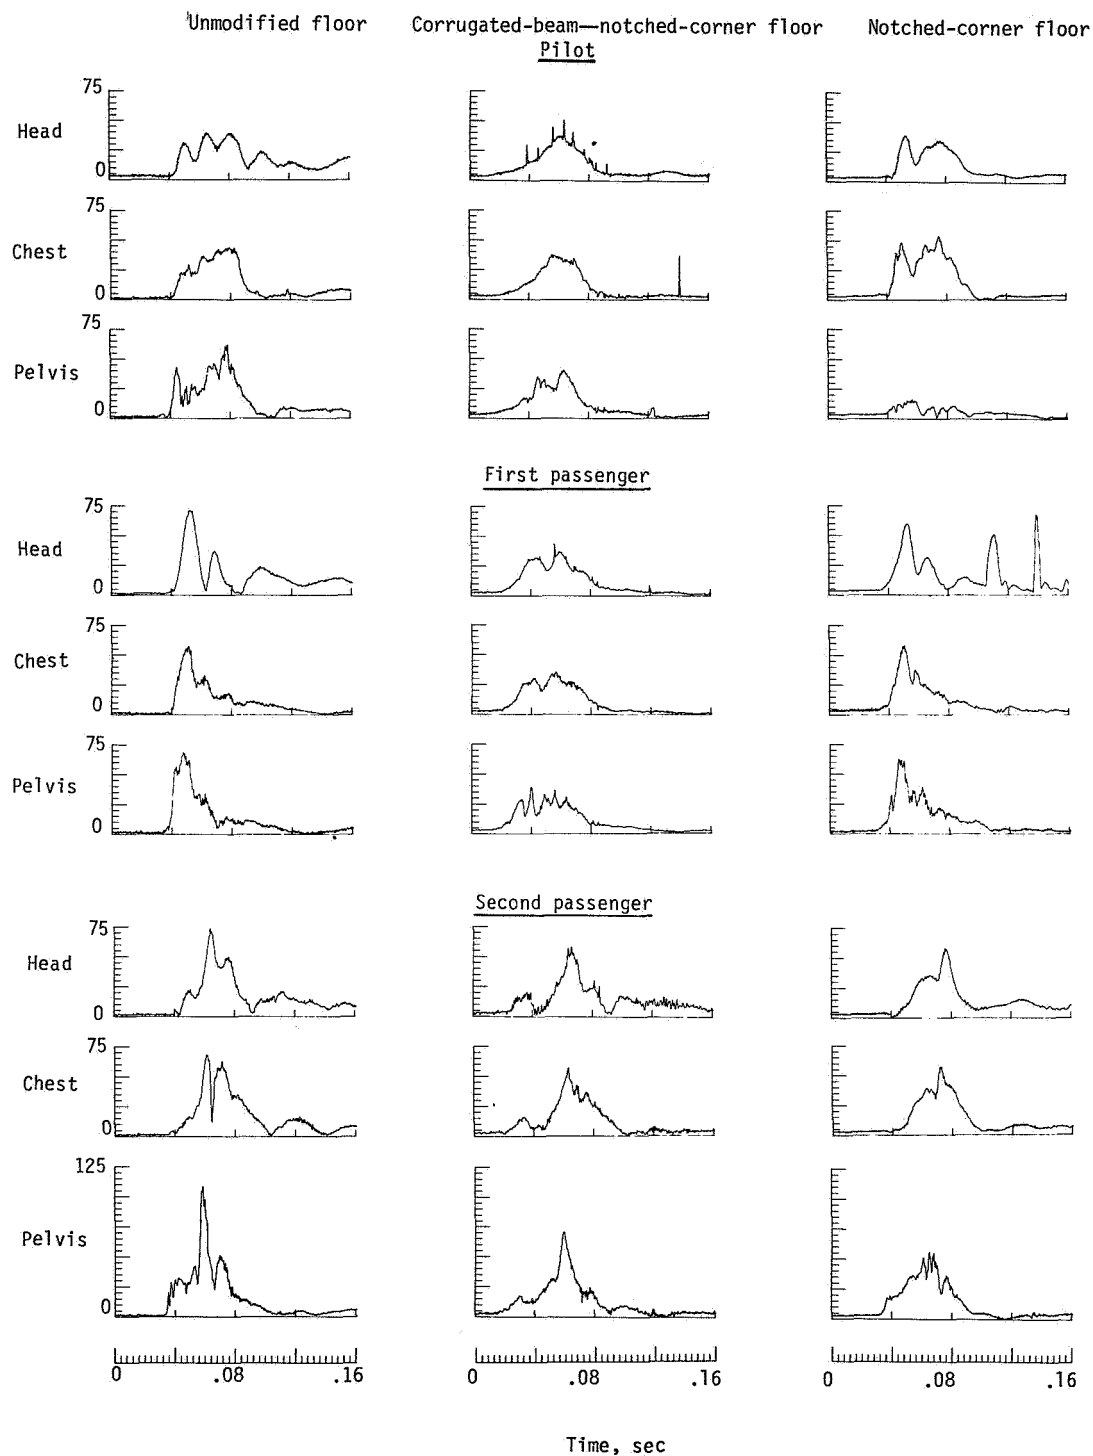 Unmodified floor Corrugated-beam—notched-corner floor Notched-corner floor
Pilot
75
Head
0
75
Chest
0
75
Pelvis
0
First passenger
75
Head
0
75
Chest
0
75
Pelvis
0
Second passenger
75
Head
0
75
Chest
0
125
Pelvis
0
0 .08 .16 0 .08 .16 0 .08 .16
Time, sec